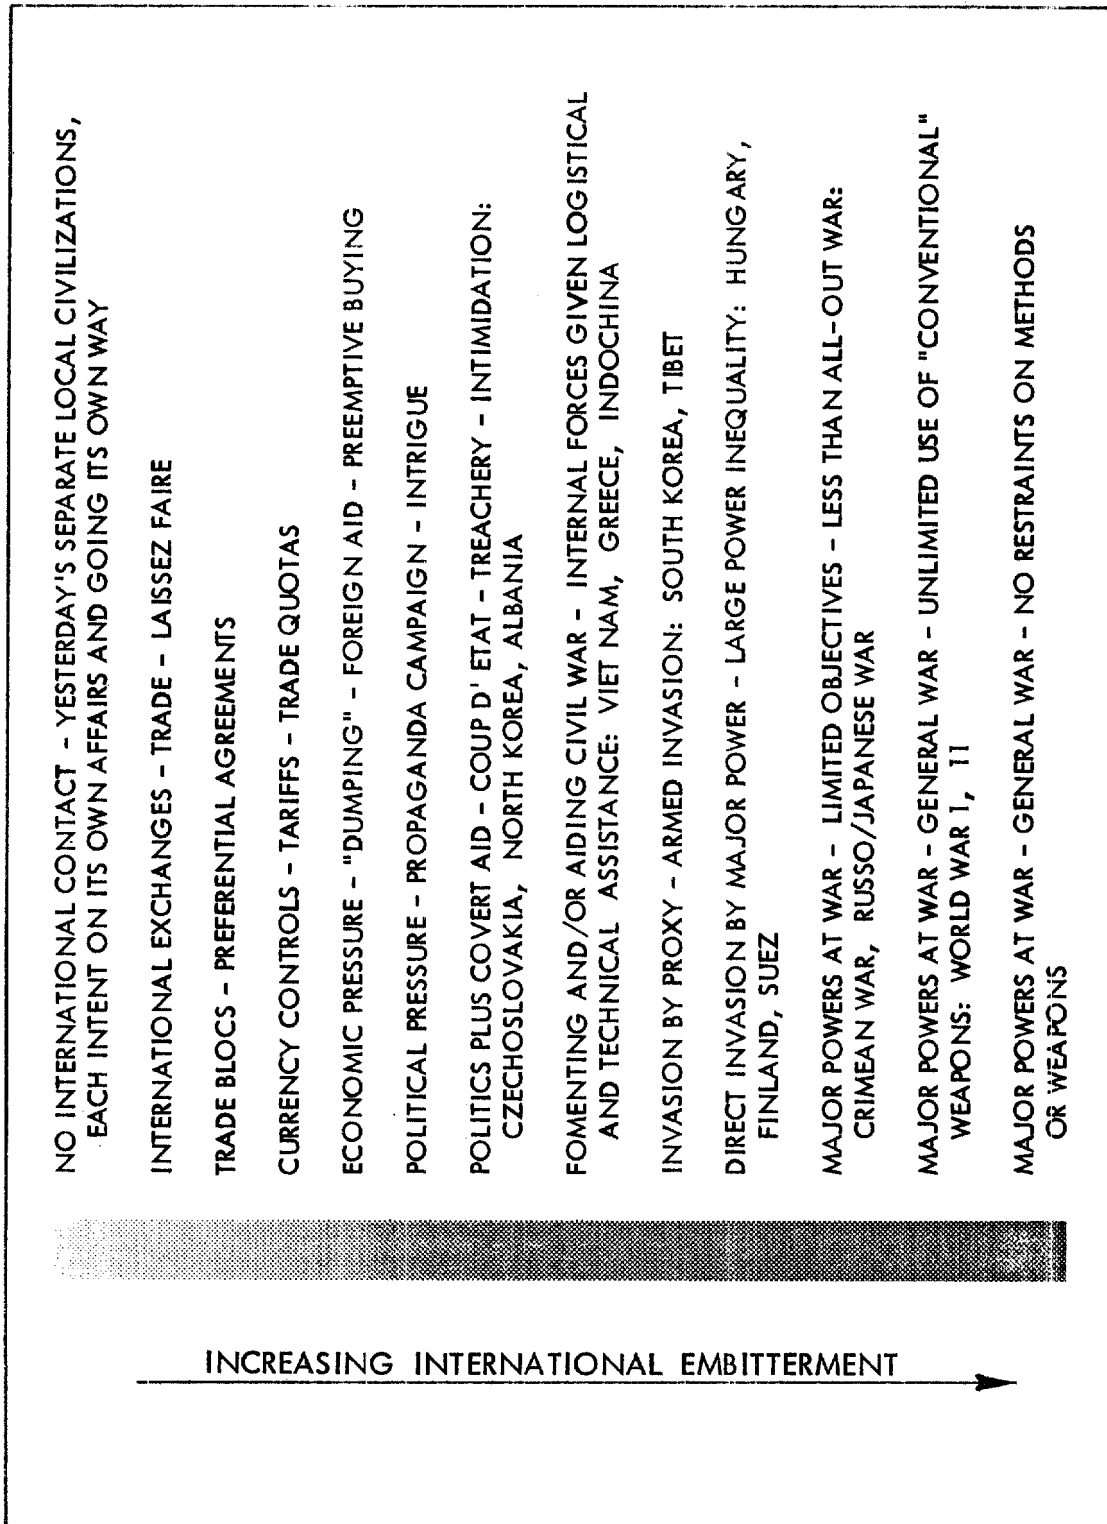 NO INTERNATIONAL CONTACT - YESTERDAY'S SEPARATE LOCAL CIVILIZATIONS,
EACH INTENT ON ITS OWN AFFAIRS AND GOING ITS OWN WAY
INTERNATIONAL EXCHANGES - TRADE - LAISSEZ FAIRE
TRADE BLOCS - PREFERENTIAL AGREEMENTS
CURRENCY CONTROLS - TARIFFS - TRADE QUOTAS
ECONOMIC PRESSURE - "DUMPING" - FOREIGN AID - PREEMPTIVE BUYING
POLITICAL PRESSURE - PROPAGANDA CAMPAIGN - INTRIGUE
POLITICS PLUS COVERT AID - COUP D' ETAT - TREACHERY - INTIMIDATION:
CZECHOSLOVAKIA, NORTH KOREA, ALBANIA
FOMENTING AND/OR AIDING CIVIL WAR - INTERNAL FORCES GIVEN LOGISTICAL
AND TECHNICAL ASSISTANCE: VIET NAM, GREECE, INDOCHINA
INVASION BY PROXY - ARMED INVASION: SOUTH KOREA, TIBET
DIRECT INVASION BY MAJOR POWER - LARGE POWER INEQUALITY: HUNGARY,
FINLAND, SUEZ
MAJOR POWERS AT WAR - LIMITED OBJECTIVES - LESS THAN ALL-OUT WAR:
CRIMEAN WAR, RUSSO/JAPANESE WAR
MAJOR POWERS AT WAR - GENERAL WAR - UNLIMITED USE OF "CONVENTIONAL"
WEAPONS: WORLD WAR 1, 11
MAJOR POWERS AT WAR - GENERAL WAR - NO RESTRAINTS ON METHODS
OR WEAPONS
INCREASING INTERNATIONAL EMBITTERMENT